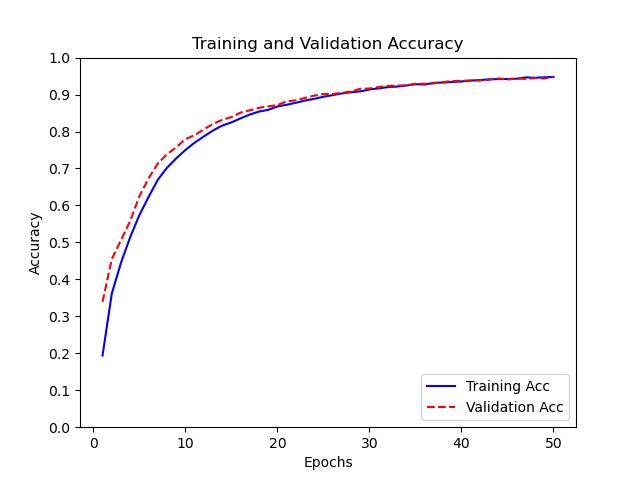 Training and Validation Accuracy
1.0
0.9
0.8
0.7
0.6
0.5
0.4
0.3
0.2
0.1
0.0
Accuracy
Training Acc
Validation Acc
0 10 20 30 40 50
Epochs